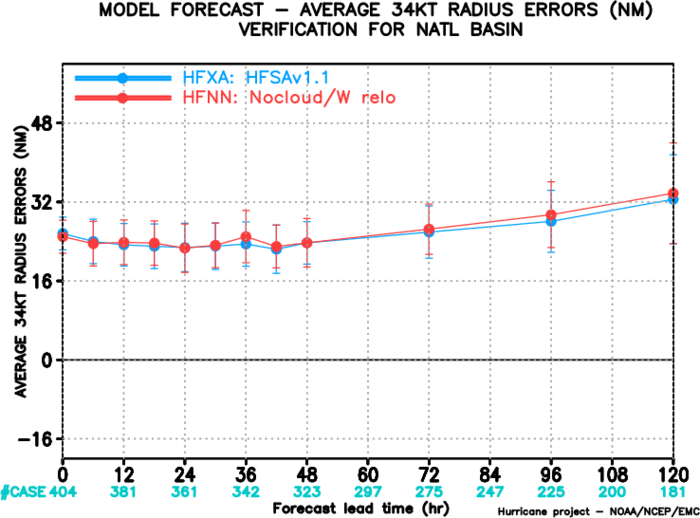 MODEL FORECAST – AVERAGE 34KT RADIUS ERRORS (NM)
VERIFICATION FOR NATL BASIN
HFXA: HFSAv1.1
HFNN: Nocloud/W relo
AVERAGE 34KT RADIUS ERRORS (NM)
48
32
16
0
−16
0 12 24 36 48 60 72 84 96 108 120
#CASE 404 381 361 342 323 297 275 247 225 200 181
Forecast lead time (hr)
Hurricane project – NOAA/NCEP/EMC